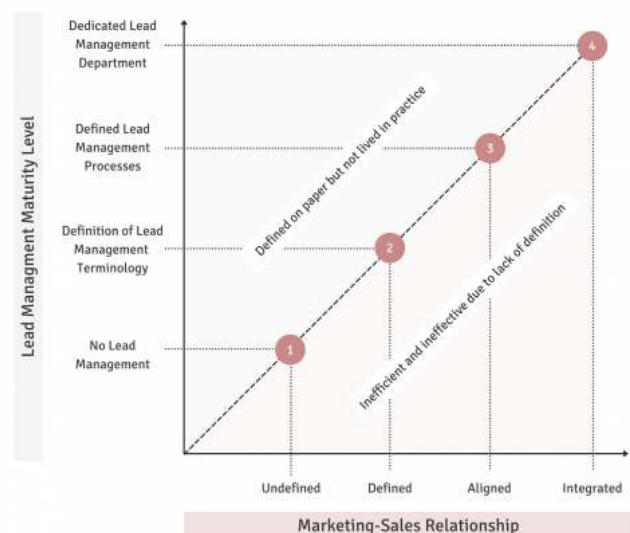 Dedicated Lead
Management
Department
Defined Lead
Management
Processes
Definition of Lead
Management
Terminology
No Lead
Management
Lead Managment Maturity Level
4
3
2
1
Defined on paper but not lived in practice
Inefficient and ineffective due to lack of definition
Undefined
Defined
Aligned
Integrated
Marketing-Sales Relationship